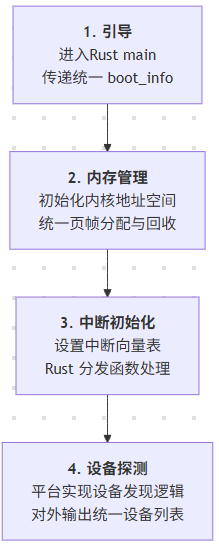 1. 引导
进入Rust main
传递统一 boot_info
2. 内存管理
初始化内核地址空间
统一页帧分配与回收
3. 中断初始化
设置中断向量表
Rust 分发函数处理
4. 设备探测
平台实现设备发现逻辑
对外输出统一设备列表